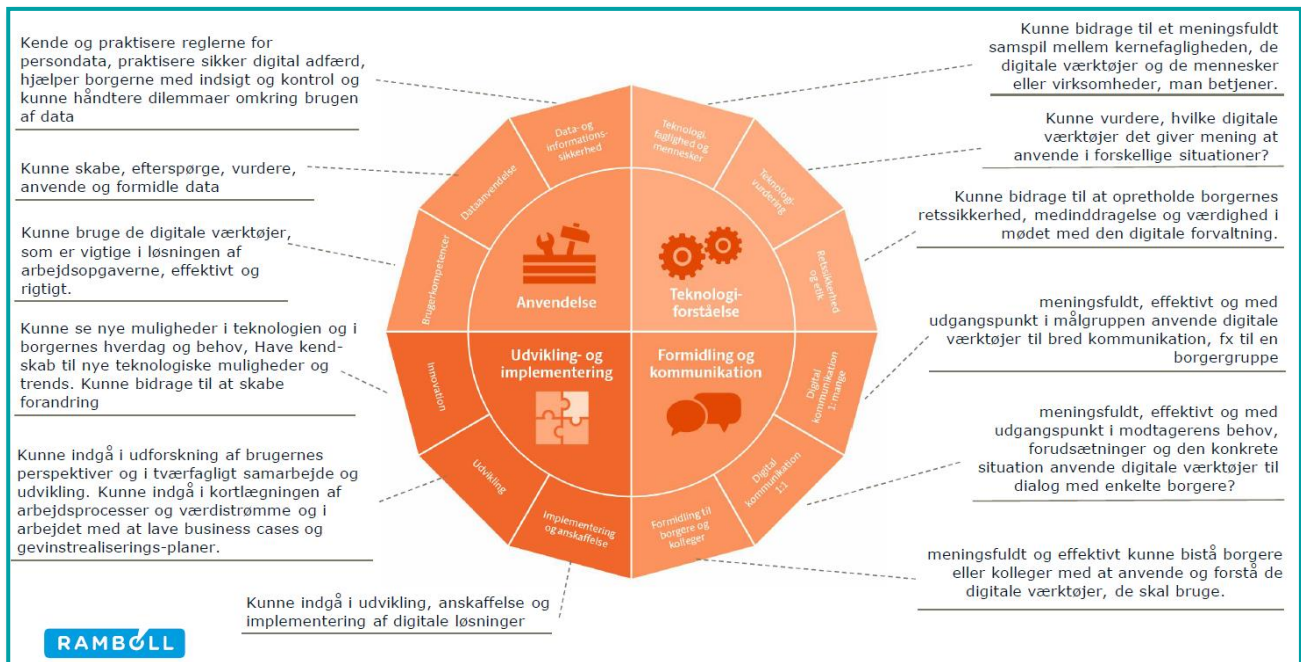 Kende og praktisere reglerne for
persondata, praktisere sikker digital adfærd,
hjælper borgerne med indsigt og kontrol og
kunne håndtere dilemmaer omkring brugen
af data
Kunne skabe, efterspørge, vurdere,
anvende og formidle data
Kunne bruge de digitale værktøjer,
som er vigtige i løsningen af
arbejdsopgaverne, effektivt og
rigtigt.
Kunne se nye muligheder i teknologien og i
borgernes hverdag og behov, Have kend-
skab til nye teknologiske muligheder og
trends. Kunne bidrage til at skabe
forandring
Kunne indgå i udforskning af brugernes
perspektiver og i tværfagligt samarbejde og
udvikling. Kunne indgå i kortlægningen af
arbejdsprocesser og værdistrømme og i
arbejdet med at lave business cases og
gevinstrealiserings-planer.
Kunne indgå i udvikling, anskaffelse og
implementering af digitale løsninger
RAMBOLL
Data- og
informations-
sikkerhed
Dataanvendelse
Brugerkompetencer
Anvendelse
Teknologi,
faglighed og
mennesker
Teknologi-
vurdering
Retssikkerhed
og etik
Teknologi-
forståelse
Udvikling- og
implementering
Innovation
Udvikling
Implementering
og anskaffelse
Formidling og
kommunikation
Digital
kommunikation
1: mange
Digital
kommunikation
1:1
Formidling til
borgere og
kolleger
Kunne bidrage til et meningsfuldt
samspil mellem kernefagligheden, de
digitale værktøjer og de mennesker
eller virksomheder, man betjener.
Kunne vurdere, hvilke digitale
værktøjer det giver mening at
anvende i forskellige situationer?
Kunne bidrage til at opretholde borgernes
retssikkerhed, medinddragelse og værdighed i
mødet med den digitale forvaltning.
meningsfuldt, effektivt og med
udgangspunkt i målgruppen anvende digitale
værktøjer til bred kommunikation, fx til en
borgergruppe
meningsfuldt, effektivt og med
udgangspunkt i modtagerens behov,
forudsætninger og den konkrete
situation anvende digitale værktøjer til
dialog med enkelte borgere?
meningsfuldt og effektivt kunne bistå borgere
eller kolleger med at anvende og forstå de
digitale værktøjer, de skal bruge.